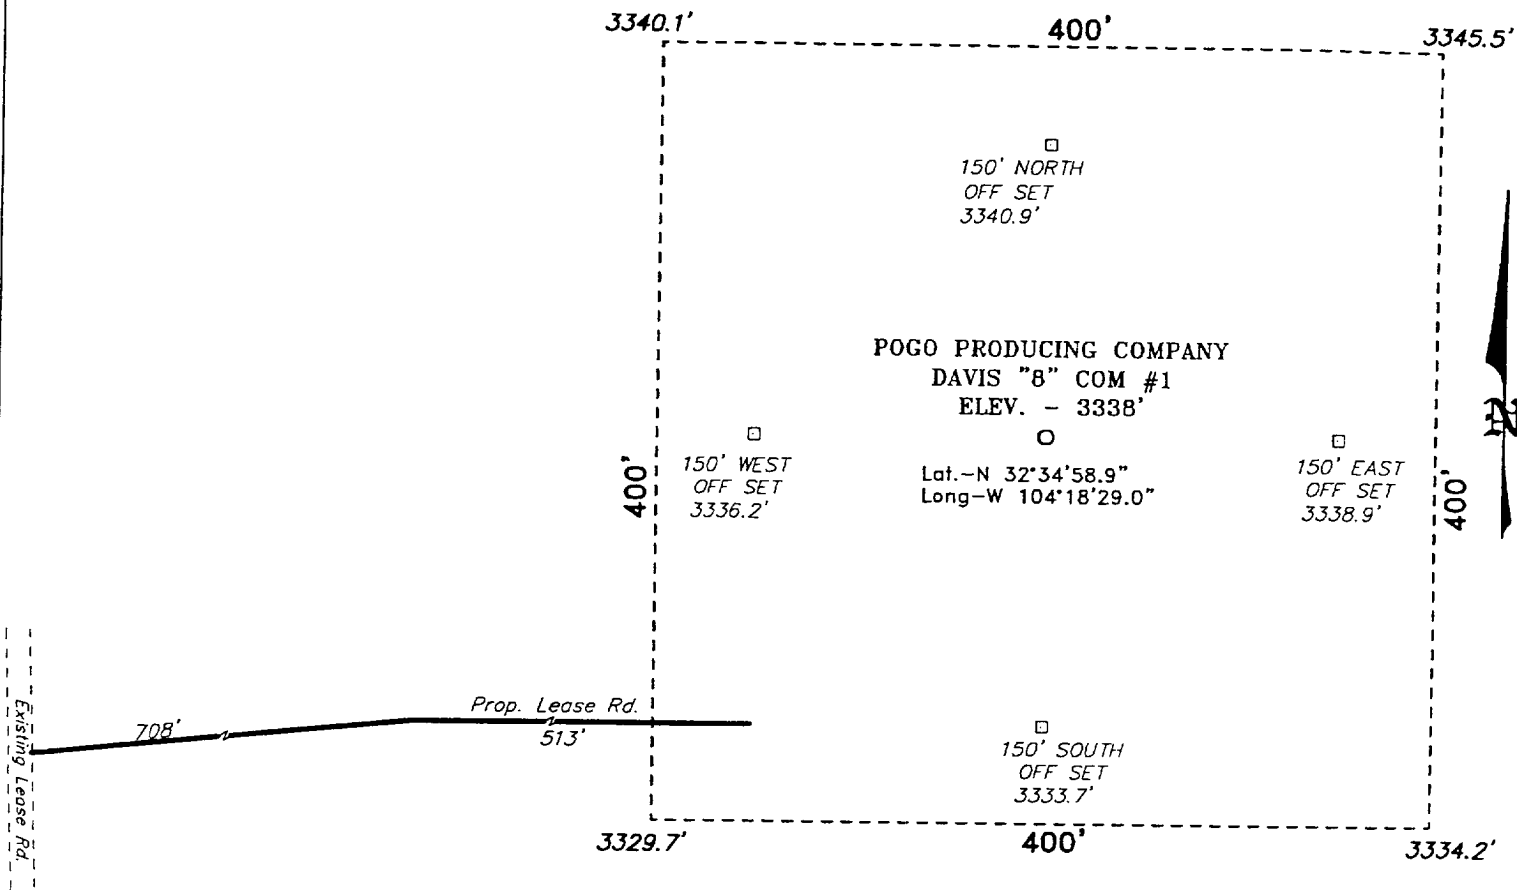 3340.1'
400'
3345.5'
150' NORTH
OFF SET
3340.9'
POGO PRODUCING COMPANY
DAVIS "8" COM #1
ELEV. - 3338'
Lat.-N 32°34'58.9"
Long-W 104°18'29.0"
400'
150' WEST
OFF SET
3336.2'
150' EAST
OFF SET
3338.9'
400'
N
Prop. Lease Rd.
513'
708'
Existing Lease Rd.
150' SOUTH
OFF SET
3333.7'
3329.7'
400'
3334.2'